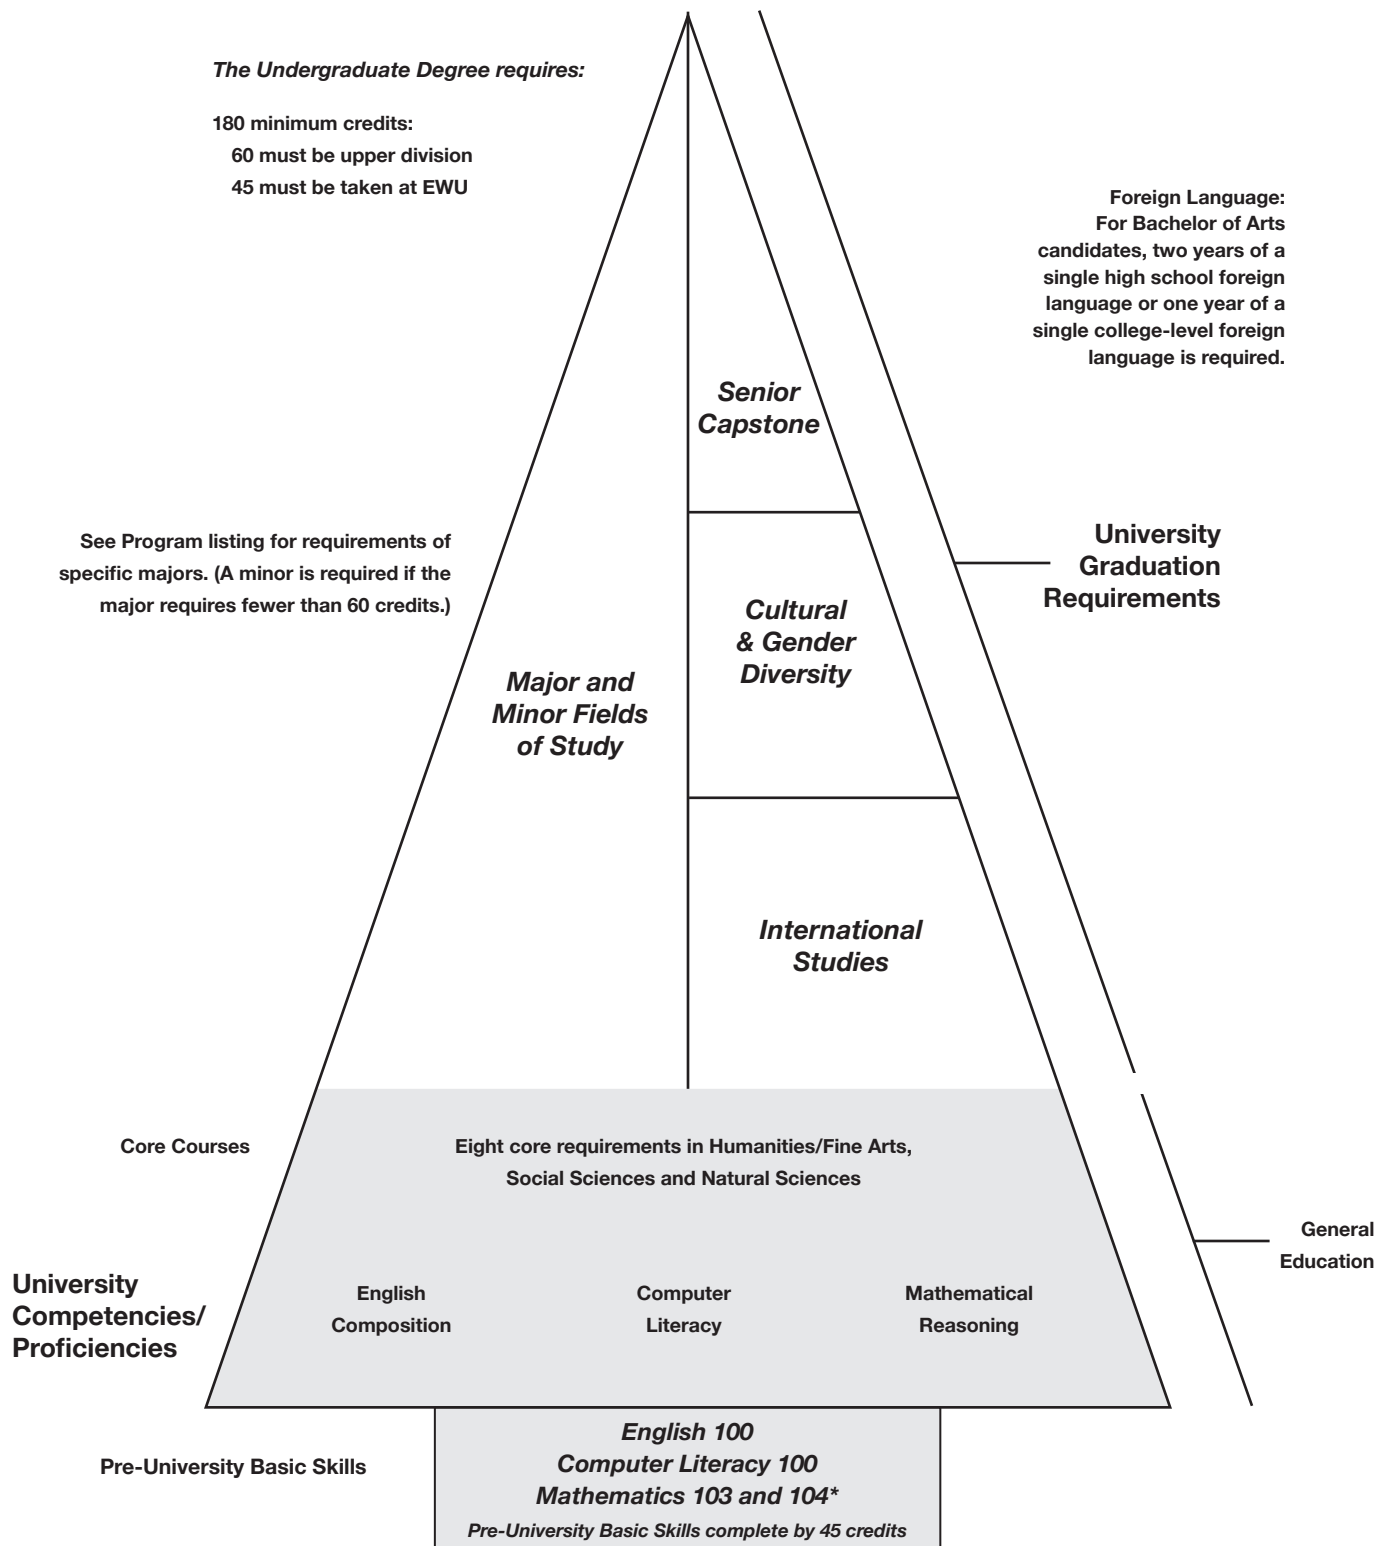 The Undergraduate Degree requires:
180 minimum credits:
60 must be upper division
45 must be taken at EWU
Foreign Language:
For Bachelor of Arts
candidates, two years of a
single high school foreign
language or one year of a
single college-level foreign
language is required.
Senior
Capstone
See Program listing for requirements of
specific majors. (A minor is required if the
major requires fewer than 60 credits.)
University
Graduation
Requirements
Cultural
& Gender
Diversity
Major and
Minor Fields
of Study
International
Studies
Core Courses
Eight core requirements in Humanities/Fine Arts,
Social Sciences and Natural Sciences
General
Education
University
Competencies/
Proficiencies
English
Composition
Computer
Literacy
Mathematical
Reasoning
Pre-University Basic Skills
English 100
Computer Literacy 100
Mathematics 103 and 104*
Pre-University Basic Skills complete by 45 credits